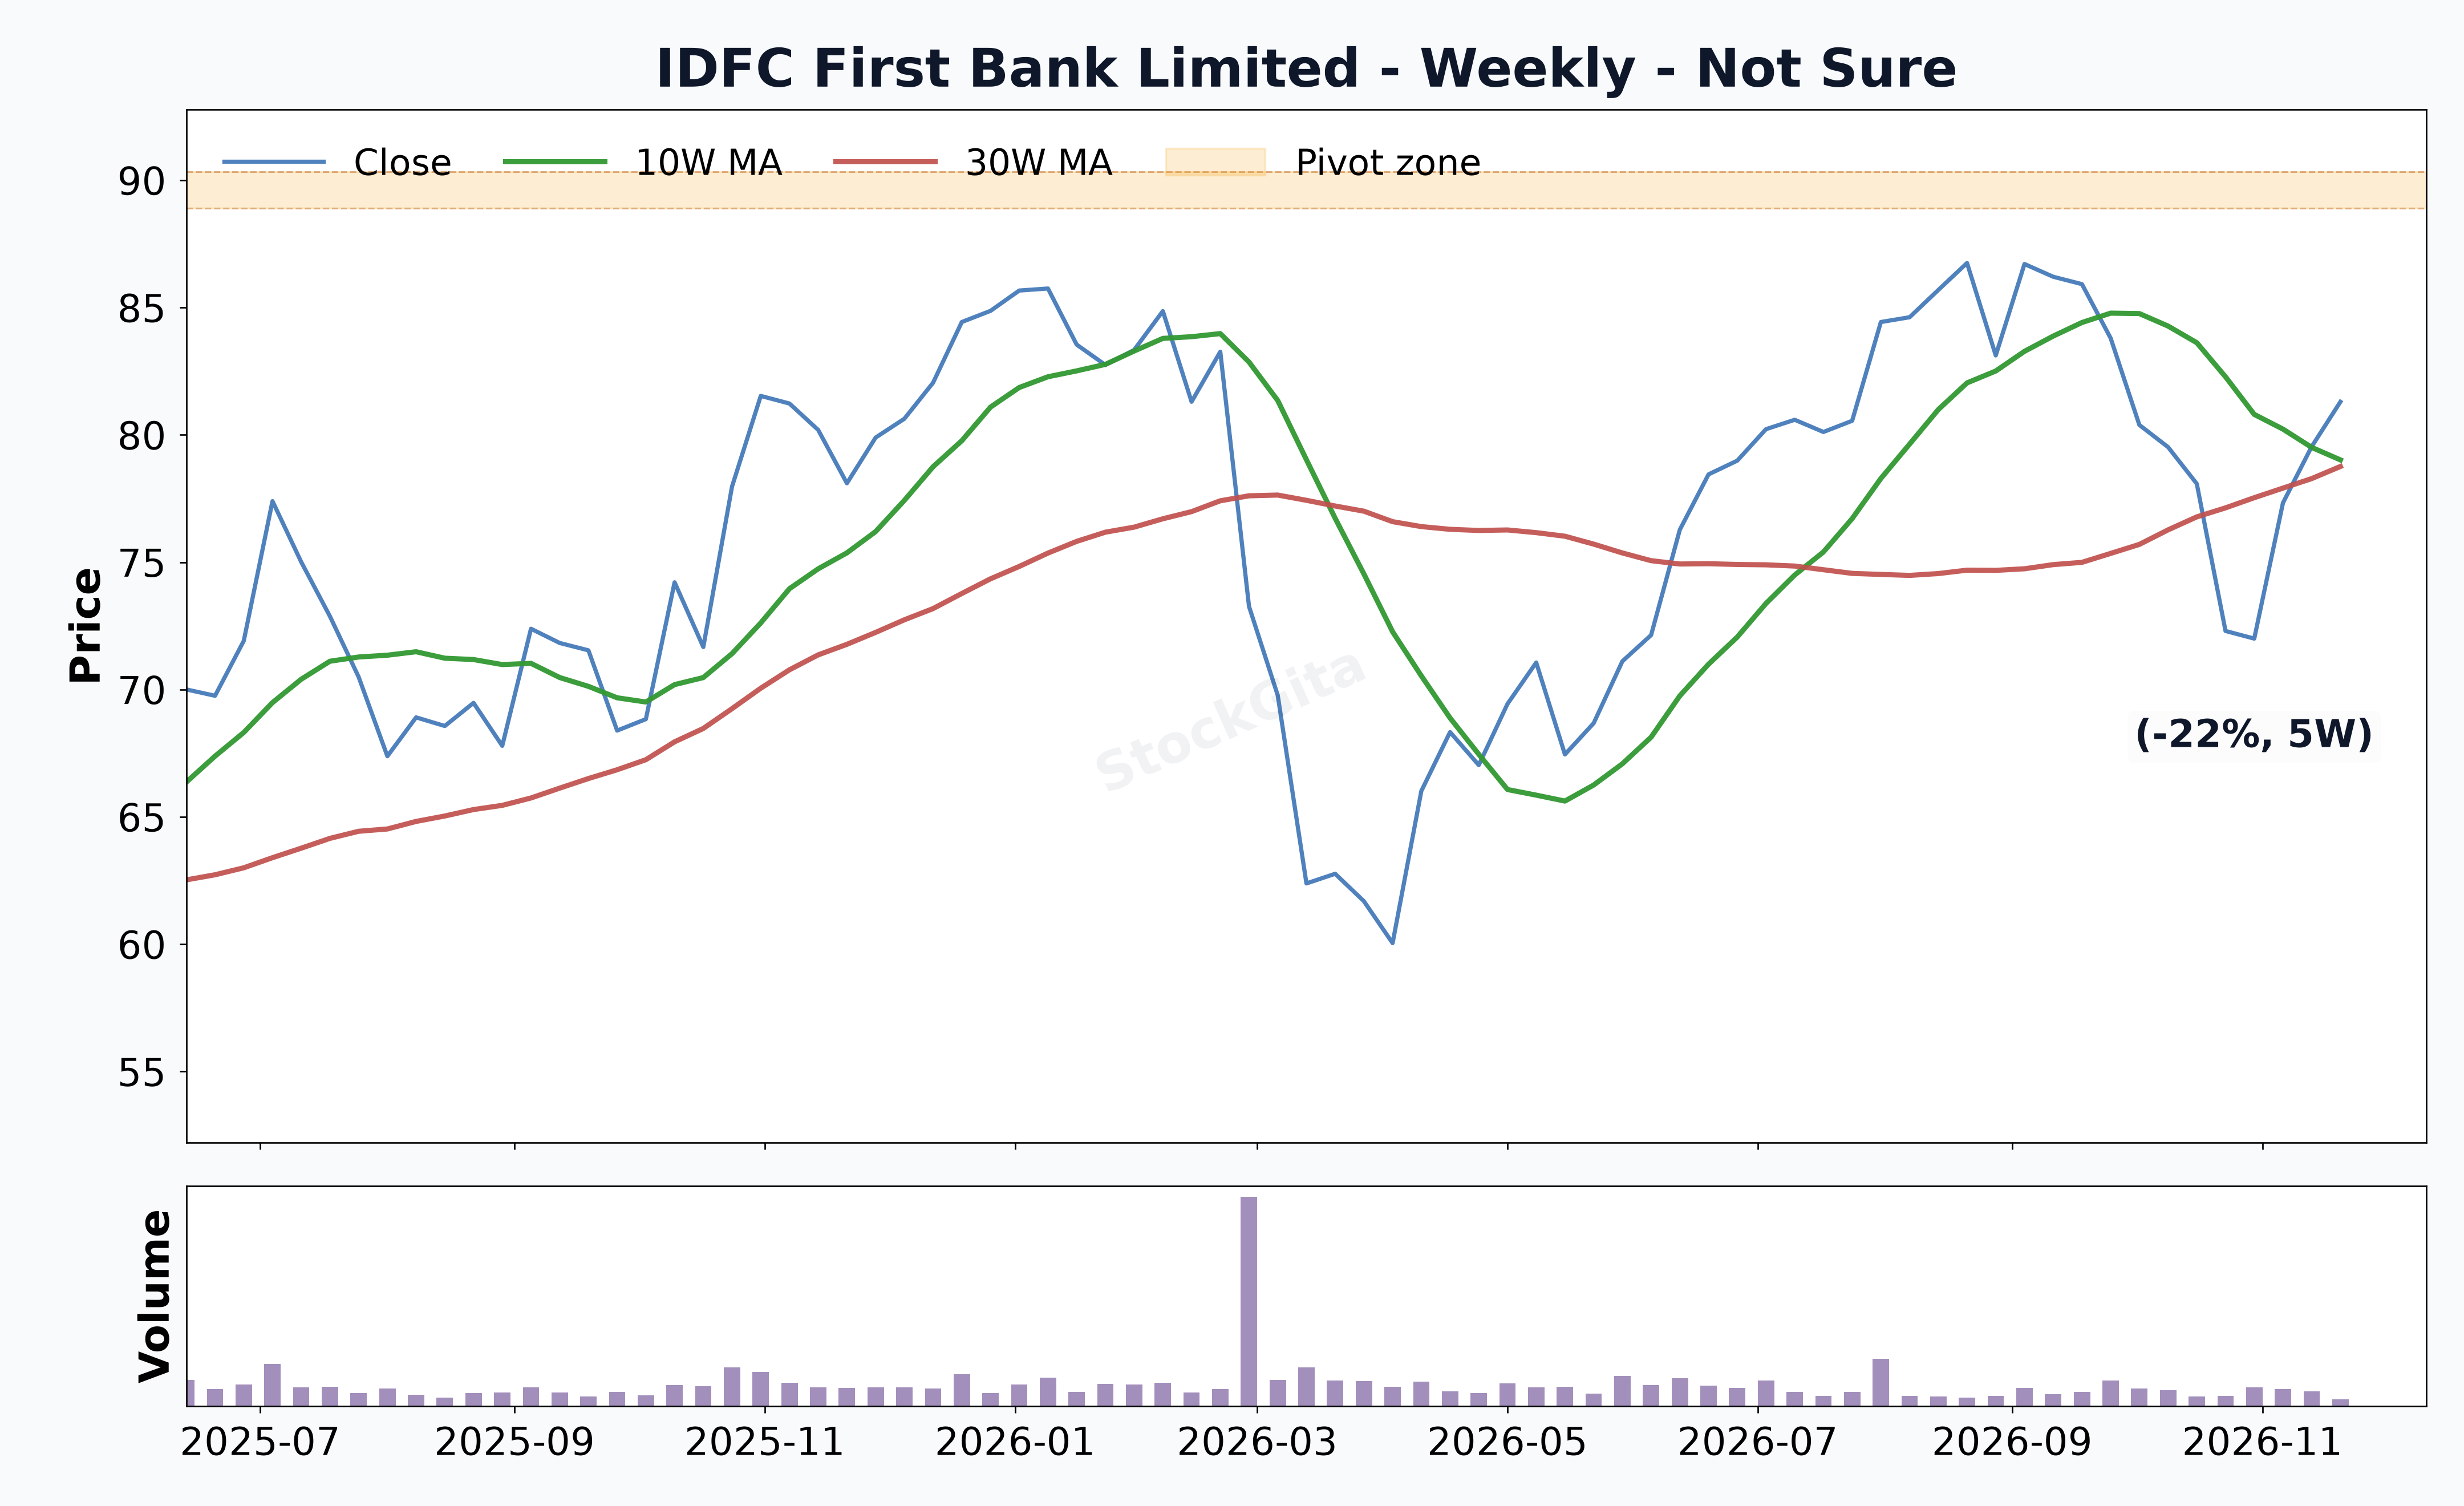 IDFC First Bank Limited - Weekly - Not Sure
Close 10W MA 30W MA Pivot zone
90
85
80
75
70
65
60
55
Price
StockGita
(-22%, 5W)
Volume
2025-07 2025-09 2025-11 2026-01 2026-03 2026-05 2026-07 2026-09 2026-11